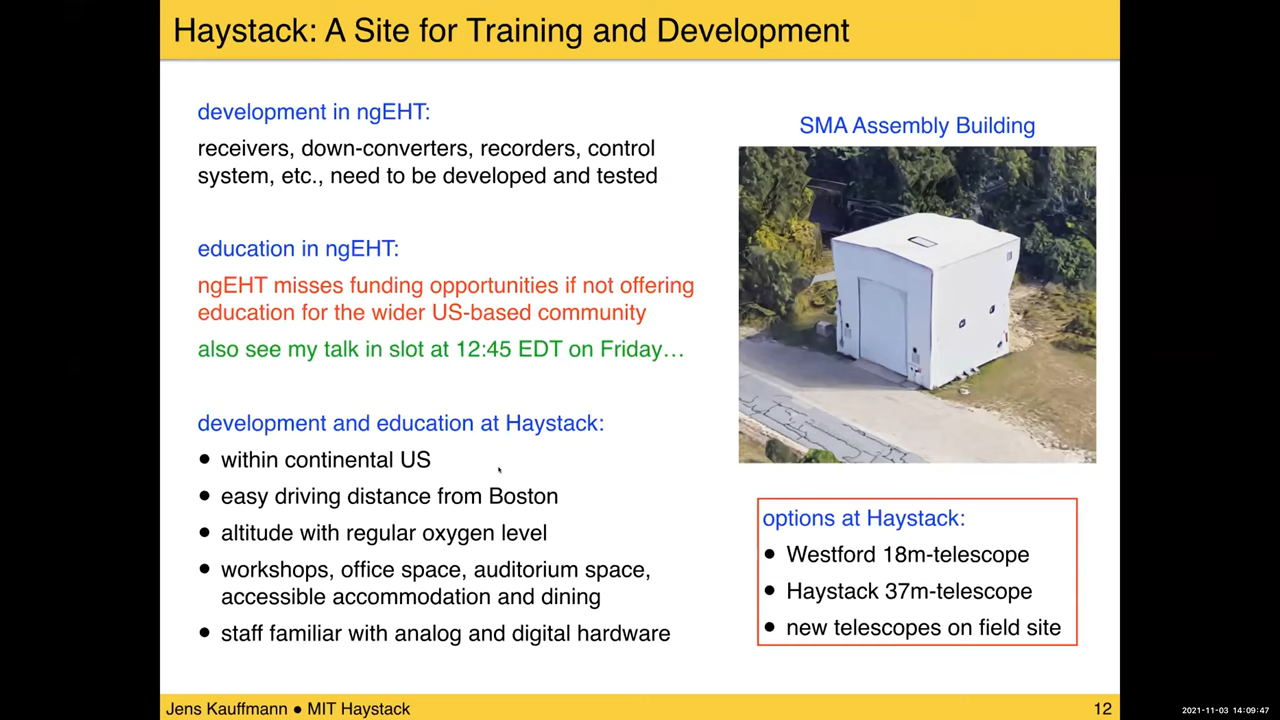 Haystack: A Site for Training and Development
development in ngEHT:
receivers, down-converters, recorders, control
system, etc., need to be developed and tested
education in ngEHT:
ngEHT misses funding opportunities if not offering
education for the wider US-based community
also see my talk in slot at 12:45 EDT on Friday…
development and education at Haystack:
● within continental US
● easy driving distance from Boston
● altitude with regular oxygen level
● workshops, office space, auditorium space,
accessible accommodation and dining
● staff familiar with analog and digital hardware
SMA Assembly Building
options at Haystack:
● Westford 18m-telescope
● Haystack 37m-telescope
● new telescopes on field site
Jens Kauffmann ● MIT Haystack
12
2021-11-03 14:09:47